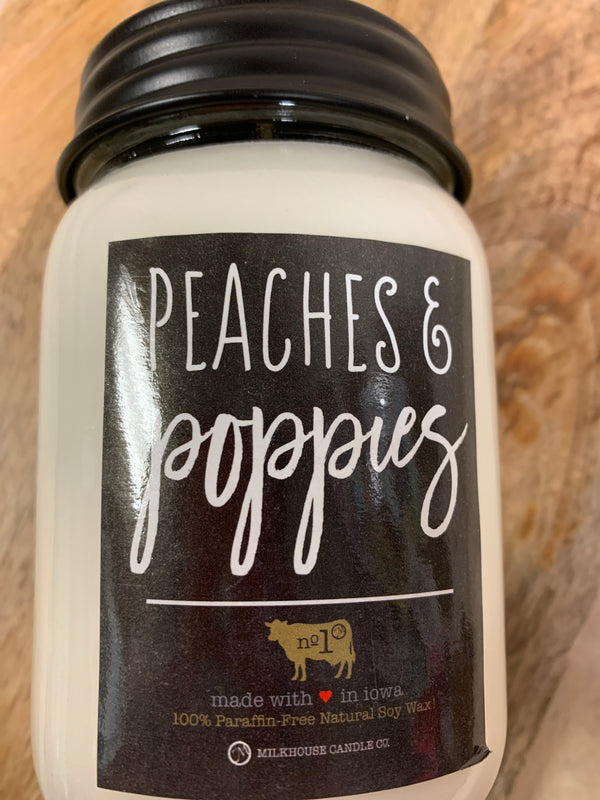 PEACHES &
poppies
nº1
made with ♥ in iowa
100% Paraffin-Free Natural Soy Wax!
MILKHOUSE CANDLE CO.